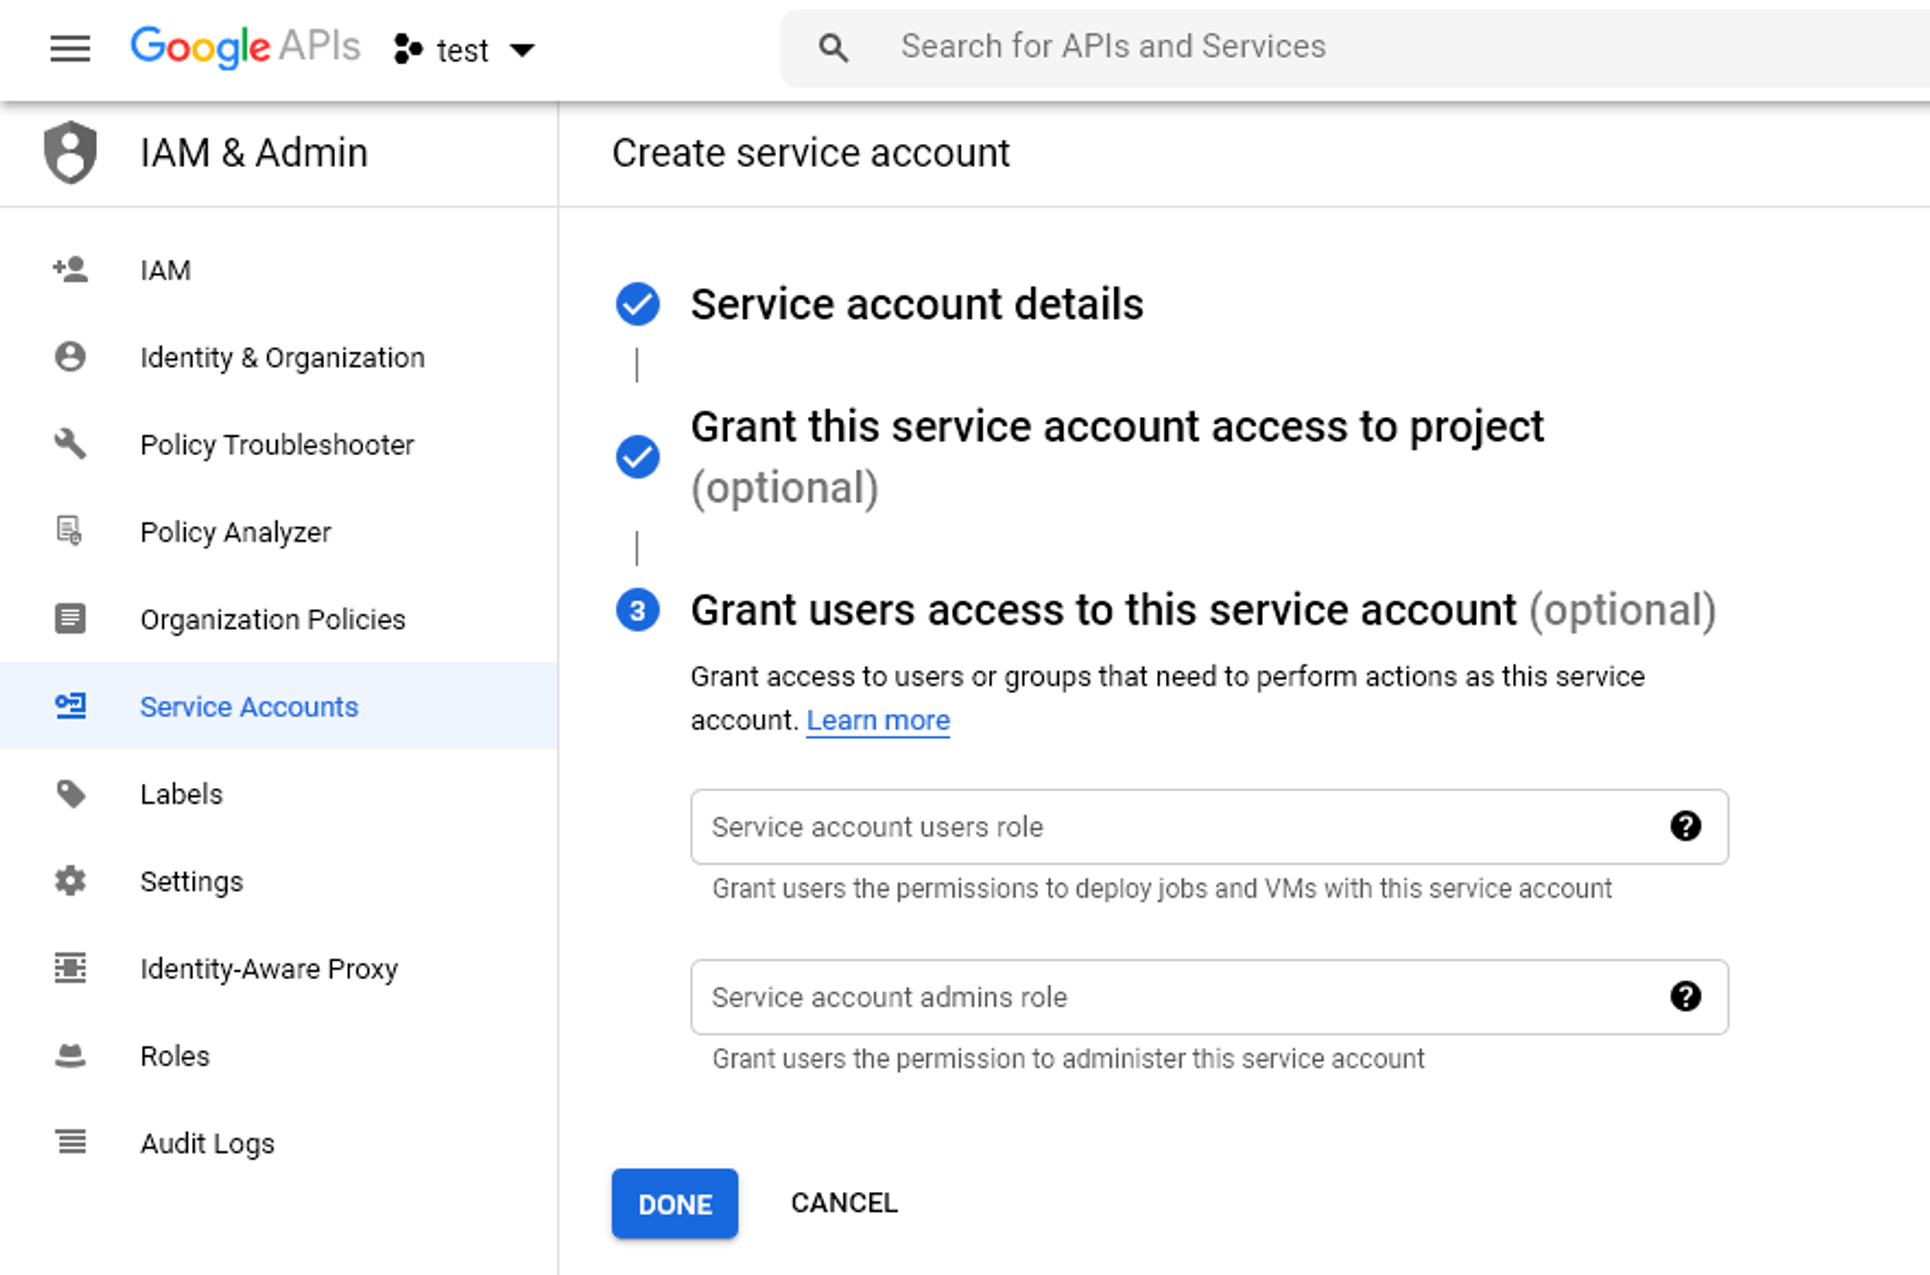 Google APIs
test
Search for APIs and Services
IAM & Admin
Create service account
IAM
Identity & Organization
Policy Troubleshooter
Policy Analyzer
Organization Policies
Service Accounts
Labels
Settings
Identity-Aware Proxy
Roles
Audit Logs
Service account details
Grant this service account access to project
(optional)
3 Grant users access to this service account (optional)
Grant access to users or groups that need to perform actions as this service
account. Learn more
Service account users role ?
Grant users the permissions to deploy jobs and VMs with this service account
Service account admins role ?
Grant users the permission to administer this service account
DONE CANCEL